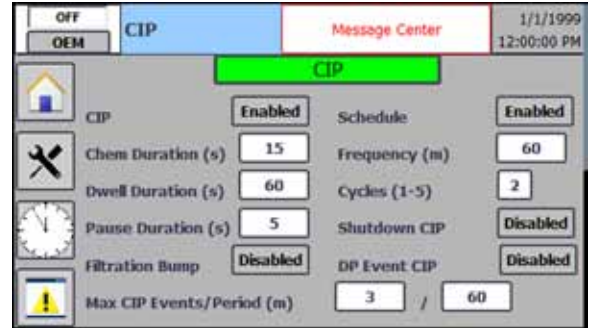 OFF
OEM
CIP
Message Center
1/1/1999
12:00:00 PM
CIP
CIP Enabled Schedule Enabled
Chem Duration (s) 15 Frequency (m) 60
Dwell Duration (s) 60 Cycles (1-5) 2
Pause Duration (s) 5 Shutdown CIP Disabled
Filtration Bump Disabled DP Event CIP Disabled
Max CIP Events/Period (m) 3 / 60